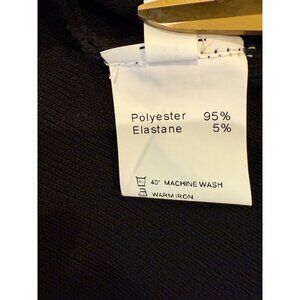 Polyester 95%
Elastane 5%
40° MACHINE WASH
WARM IRON